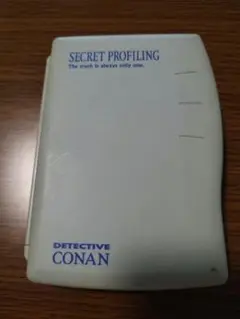 SECRET PROFILING
The truth is always only one.
DETECTIVE
CONAN